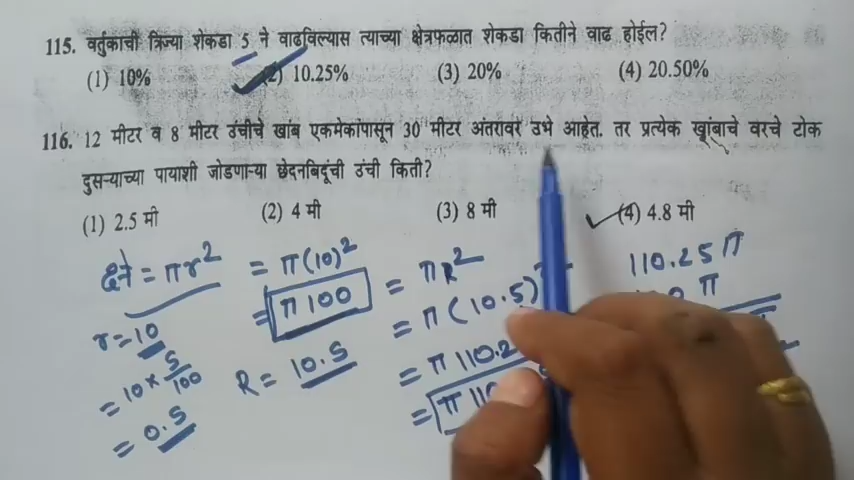 115. वर्तुकाची त्रिज्या शेकडा 5 ने वाढविल्यास त्याच्या क्षेत्रफळात शेकडा कितीने वाढ होईल?
(1) 10% (2) 10.25% (3) 20% (4) 20.50%
116. 12 मीटर व 8 मीटर उंचीचे खांब एकमेकांपासून 30 मीटर अंतरावर उभे आहेत. तर प्रत्येक खांबाचे वरचे टोक
दुसऱ्याच्या पायाशी जोडणाऱ्या छेदनबिदूंची उंची किती?
(1) 2.5 मी (2) 4 मी (3) 8 मी (4) 4.8 मी
क्षेत्रे = πr² = π(10)² = πR² 110.25 π
= π 100 = π (10.5) π
r = 10
= 10 × 5/100 R = 10.5 = π 110.2
= 0.5 = π 110